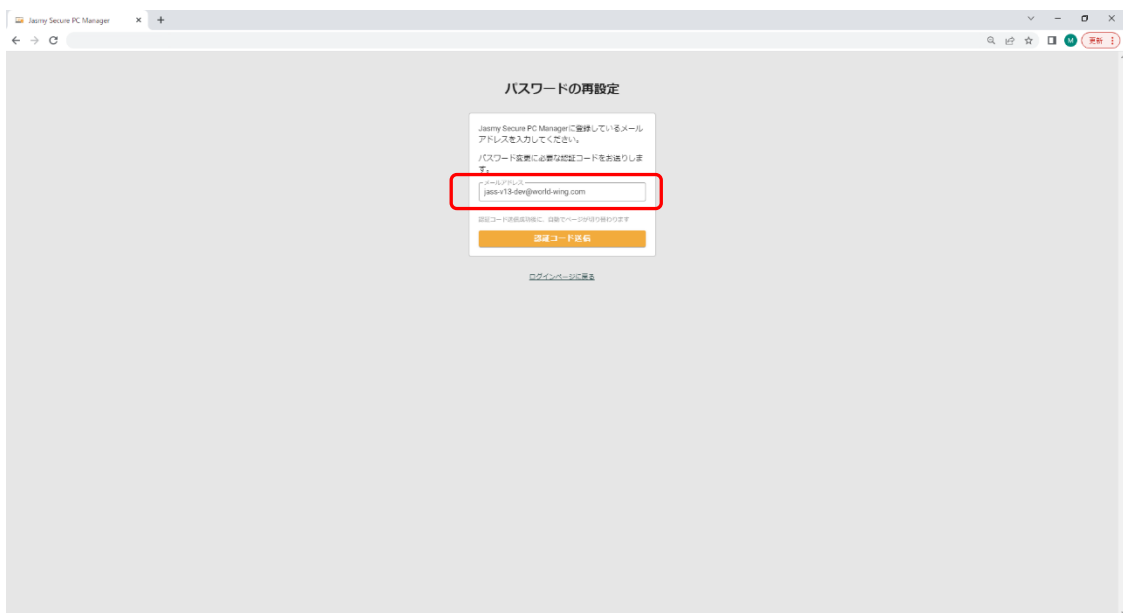 Jasmy Secure PC Manager
M
更新
パスワードの再設定
Jasmy Secure PC Managerに登録しているメール
アドレスを入力してください。
パスワード変更に必要な認証コードをお送りしま
す。
メールアドレス
jass-v13-dev@world-wing.com
認証コード送信成功後に、自動でページが切り替わります
認証コード送信
ログインページに戻る